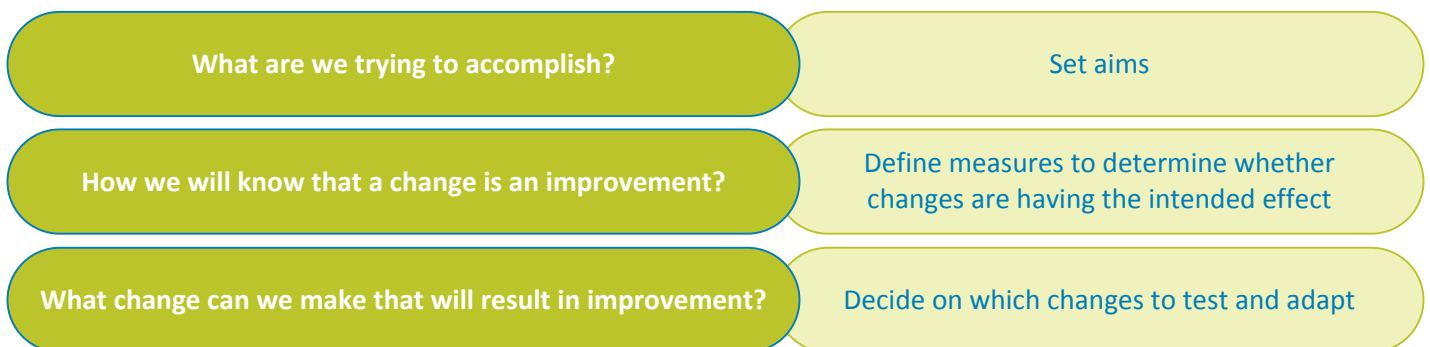 What are we trying to accomplish?
Set aims
How we will know that a change is an improvement?
Define measures to determine whether
changes are having the intended effect
What change can we make that will result in improvement?
Decide on which changes to test and adapt